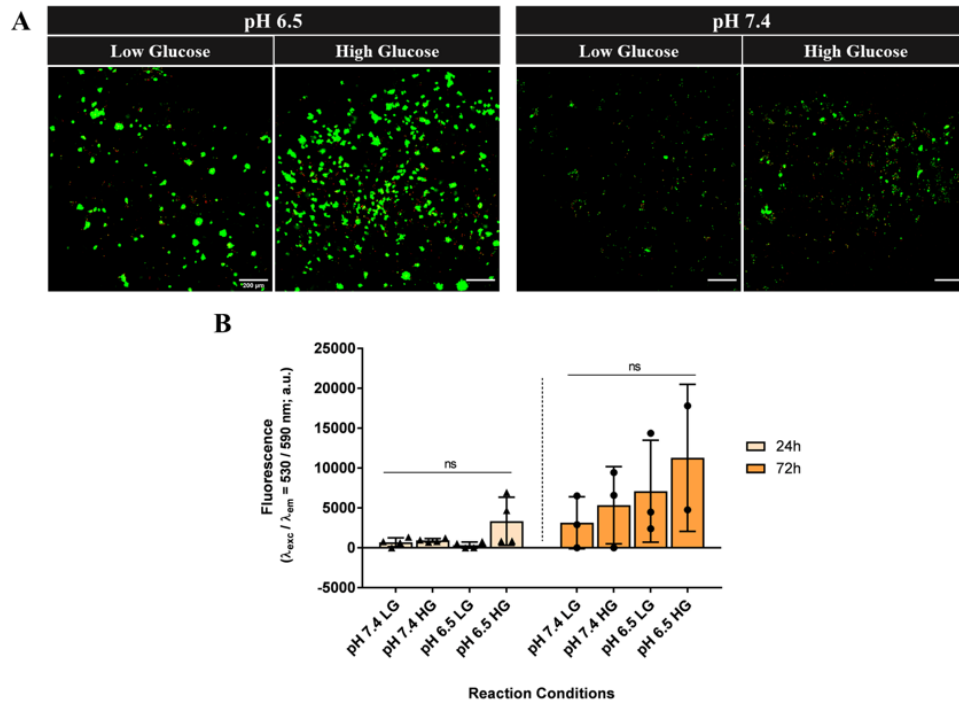 A
pH 6.5
pH 7.4
Low Glucose
High Glucose
Low Glucose
High Glucose
200 µm
B
Fluorescence
(λexc / λem = 530 / 590 nm; a.u.)
25000
20000
15000
10000
5000
0
-5000
ns
ns
24h
72h
pH 7.4 LG
pH 7.4 HG
pH 6.5 LG
pH 6.5 HG
pH 7.4 LG
pH 7.4 HG
pH 6.5 LG
pH 6.5 HG
Reaction Conditions